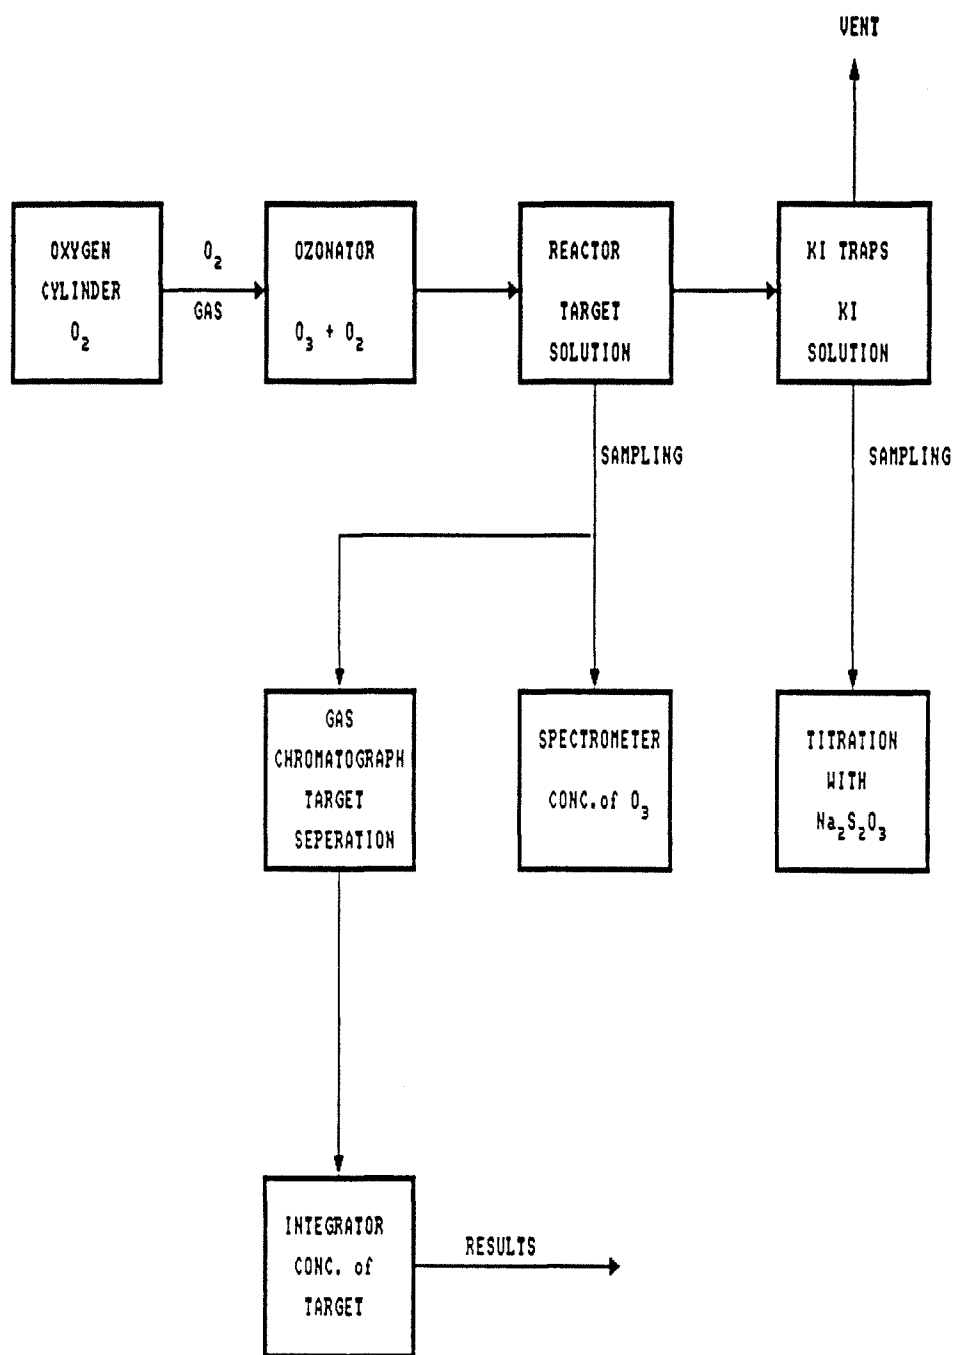 VENT
OXYGEN
CYLINDER
O₂
O₂
GAS
OZONATOR
O₃ + O₂
REACTOR
TARGET
SOLUTION
KI TRAPS
KI
SOLUTION
SAMPLING
SAMPLING
GAS
CHROMATOGRAPH
TARGET
SEPERATION
SPECTROMETER
CONC.of O₃
TITRATION
WITH
Na₂S₂O₃
INTEGRATOR
CONC. of
TARGET
RESULTS